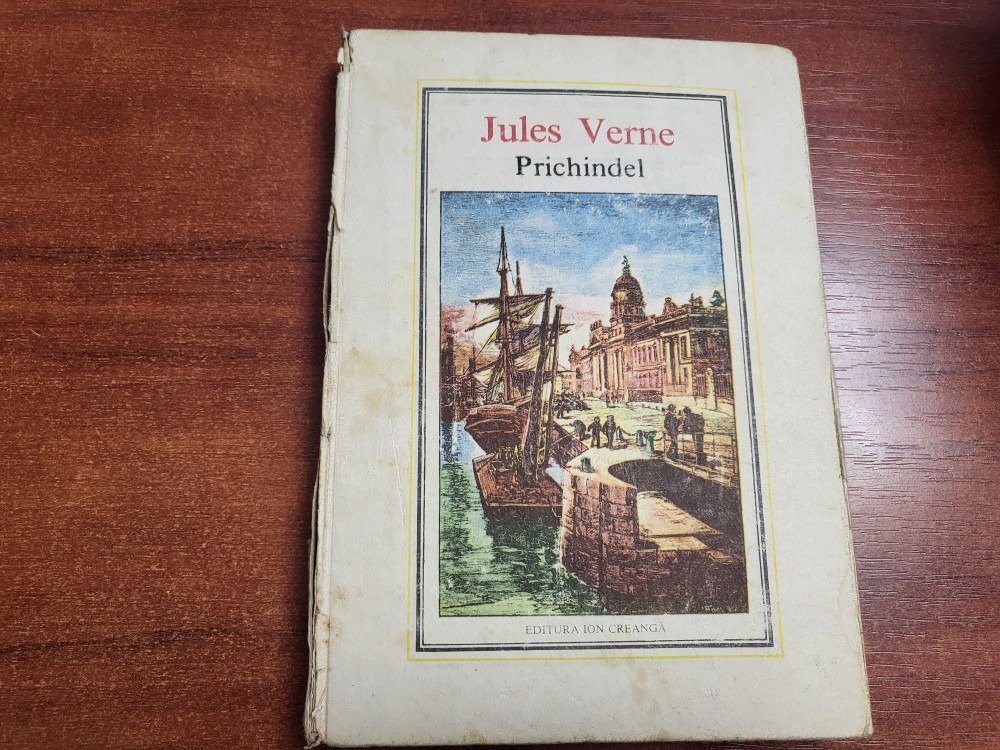 Jules Verne
Prichindel
EDITURA ION CREANGĂ